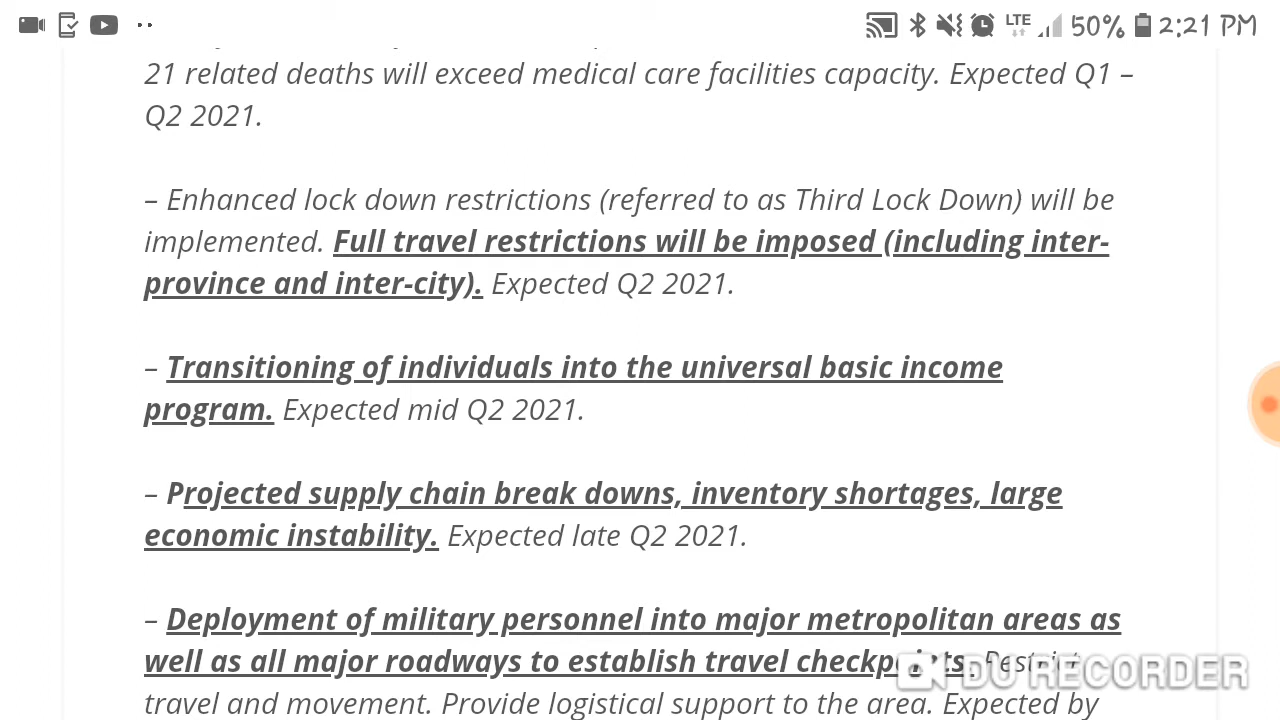 LTE 50% 2:21 PM
21 related deaths will exceed medical care facilities capacity. Expected Q1 –
Q2 2021.
– Enhanced lock down restrictions (referred to as Third Lock Down) will be
implemented. Full travel restrictions will be imposed (including inter-
province and inter-city). Expected Q2 2021.
– Transitioning of individuals into the universal basic income
program. Expected mid Q2 2021.
– Projected supply chain break downs, inventory shortages, large
economic instability. Expected late Q2 2021.
– Deployment of military personnel into major metropolitan areas as
well as all major roadways to establish travel checkpoints. Restrict
DU RECORDER
travel and movement. Provide logistical support to the area. Expected by